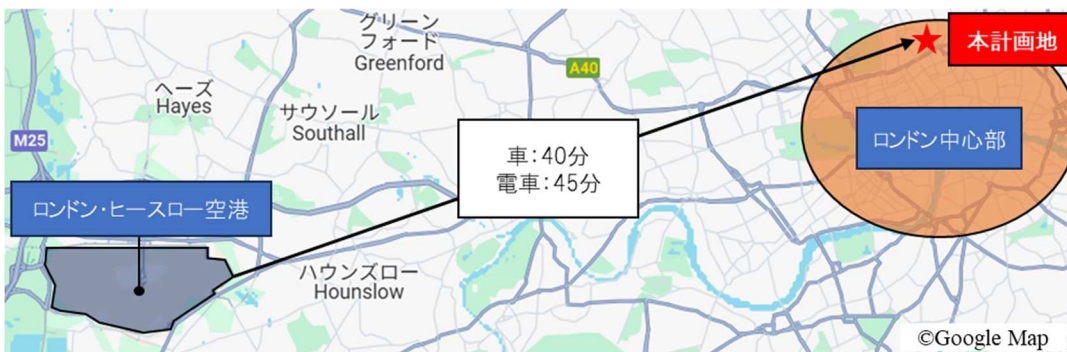 グリーン
フォード
Greenford
A40
本計画地
ヘーズ
Hayes
サウソール
Southall
M25
車：40分
電車：45分
ロンドン中心部
ロンドン・ヒースロー空港
ハウンズロー
Hounslow
©Google Map